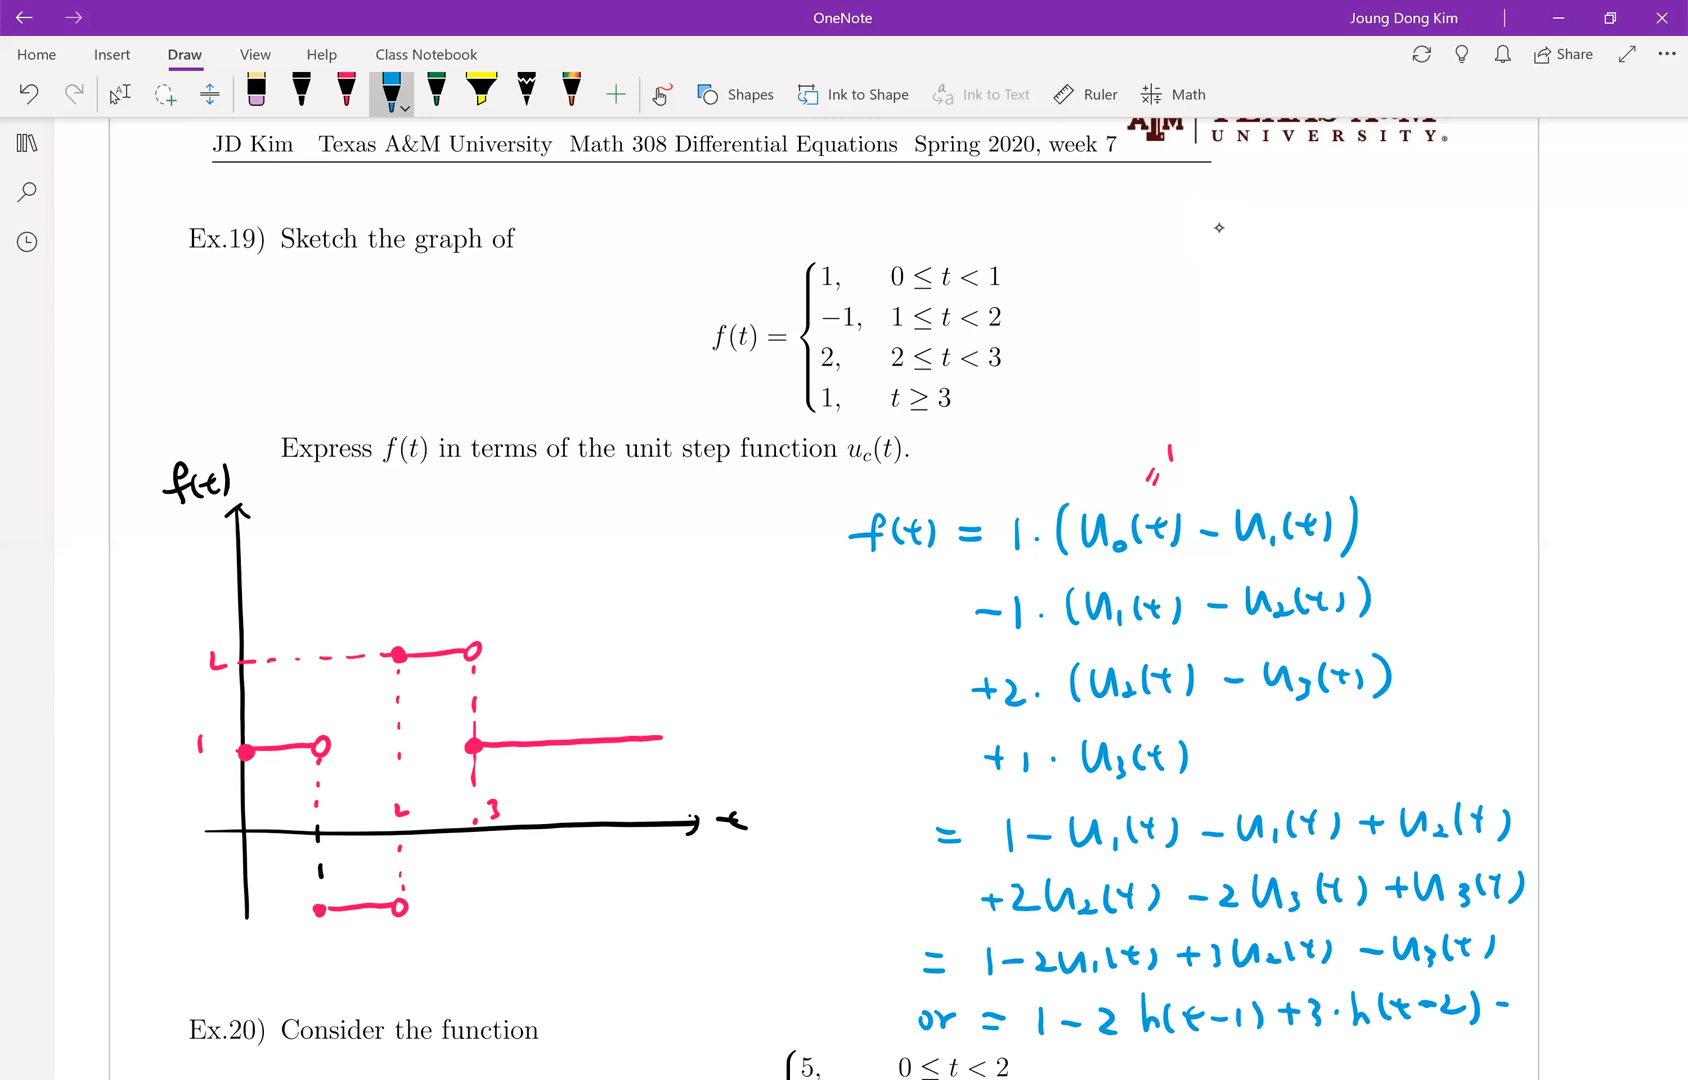 OneNote
Joung Dong Kim
Home Insert Draw View Help Class Notebook
Share
Shapes Ink to Shape Ink to Text Ruler Math
JD Kim Texas A&M University Math 308 Differential Equations Spring 2020, week 7
A|M UNIVERSITY®
Ex.19) Sketch the graph of
f(t) = { 1, 0 ≤ t < 1
−1, 1 ≤ t < 2
2, 2 ≤ t < 3
1, t ≥ 3
Express f(t) in terms of the unit step function u_c(t).
f(t)
2
1
2
3
t
1
1
"
f(t) = 1·(u₀(t) − u₁(t))
−1·(u₁(t) − u₂(t))
+2·(u₂(t) − u₃(t))
+1·u₃(t)
= 1 − u₁(t) − u₁(t) + u₂(t)
+2u₂(t) − 2u₃(t) + u₃(t)
= 1 − 2u₁(t) + 3u₂(t) − u₃(t)
or = 1 − 2 h(t−1) + 3·h(t−2) −
Ex.20) Consider the function
{ 5, 0 ≤ t < 2